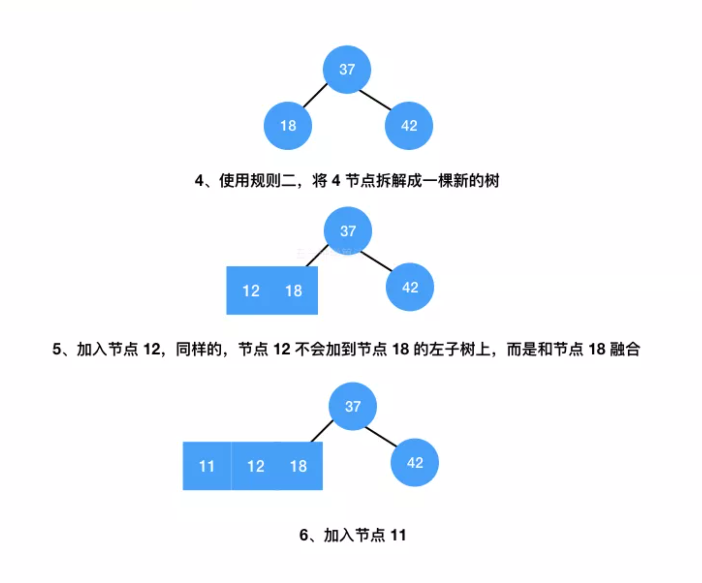 37
18 42
4、使用规则二，将 4 节点拆解成一棵新的树
37
12 18 42
5、加入节点 12，同样的，节点 12 不会加到节点 18 的左子树上，而是和节点 18 融合
37
11 12 18 42
6、加入节点 11